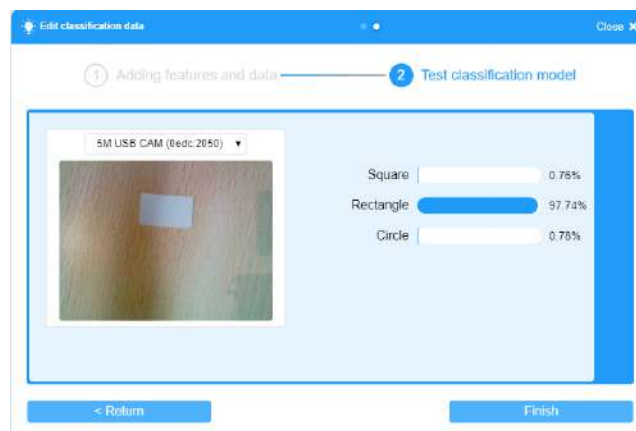 Edit classification data
Close ✖
1 Adding features and data
2 Test classification model
5M USB CAM (0edc:2050) ▼
Square 0.76%
Rectangle 97.74%
Circle 0.78%
< Return
Finish